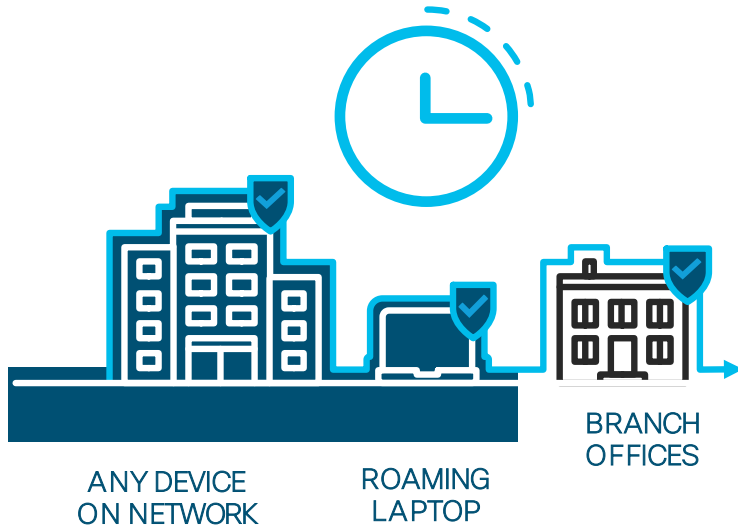 ANY DEVICE
ON NETWORK
ROAMING
LAPTOP
BRANCH
OFFICES